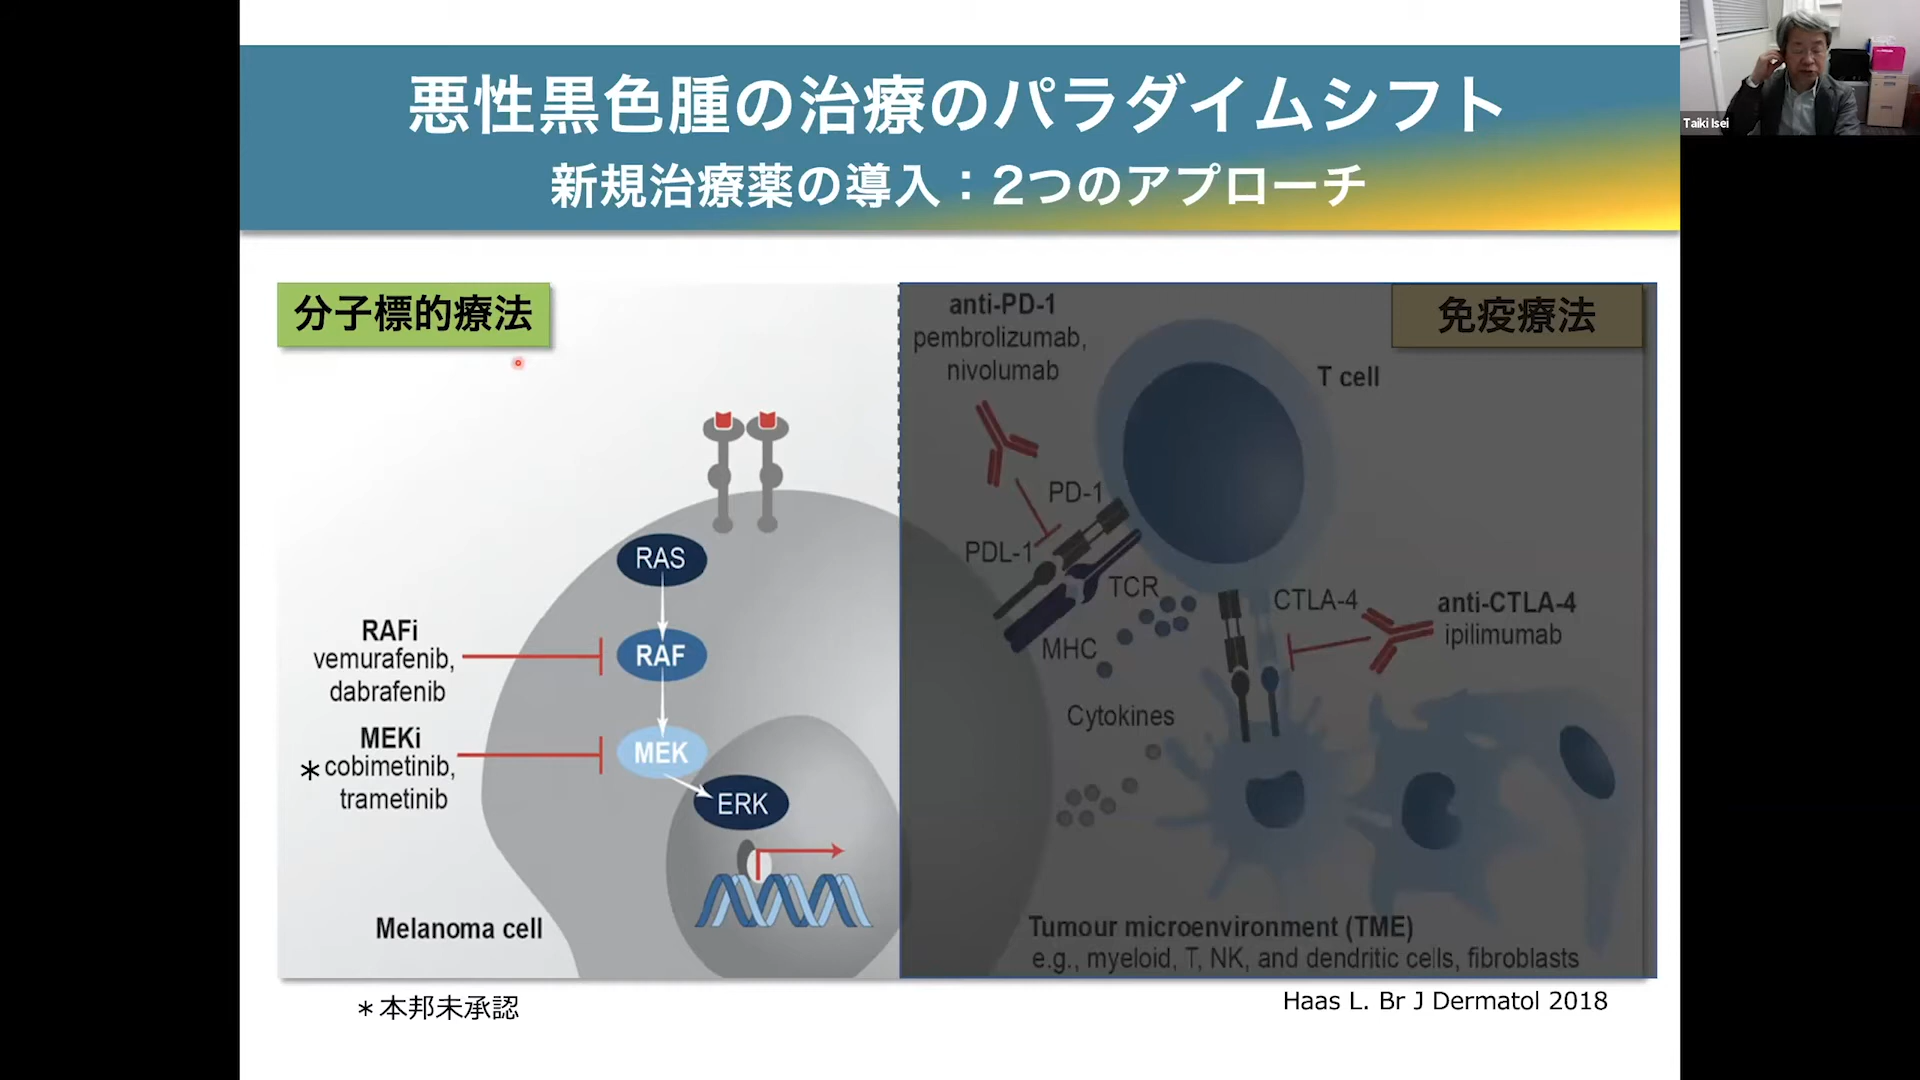 悪性黒色腫の治療のパラダイムシフト
新規治療薬の導入：2つのアプローチ
Taiki Isei
分子標的療法
RAS
RAFi
vemurafenib,
dabrafenib
RAF
MEKi
＊cobimetinib,
trametinib
MEK
ERK
Melanoma cell
＊本邦未承認
免疫療法
anti-PD-1
pembrolizumab,
nivolumab
T cell
PD-1
PDL-1
TCR
MHC
CTLA-4
anti-CTLA-4
ipilimumab
Cytokines
Tumour microenvironment (TME)
e.g., myeloid, T, NK, and dendritic cells, fibroblasts
Haas L. Br J Dermatol 2018